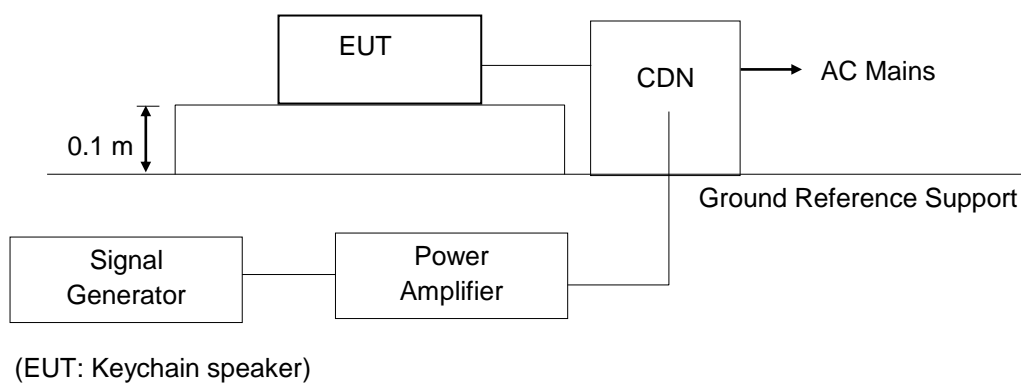 EUT
CDN
AC Mains
0.1 m
Ground Reference Support
Signal
Generator
Power
Amplifier
(EUT: Keychain speaker)